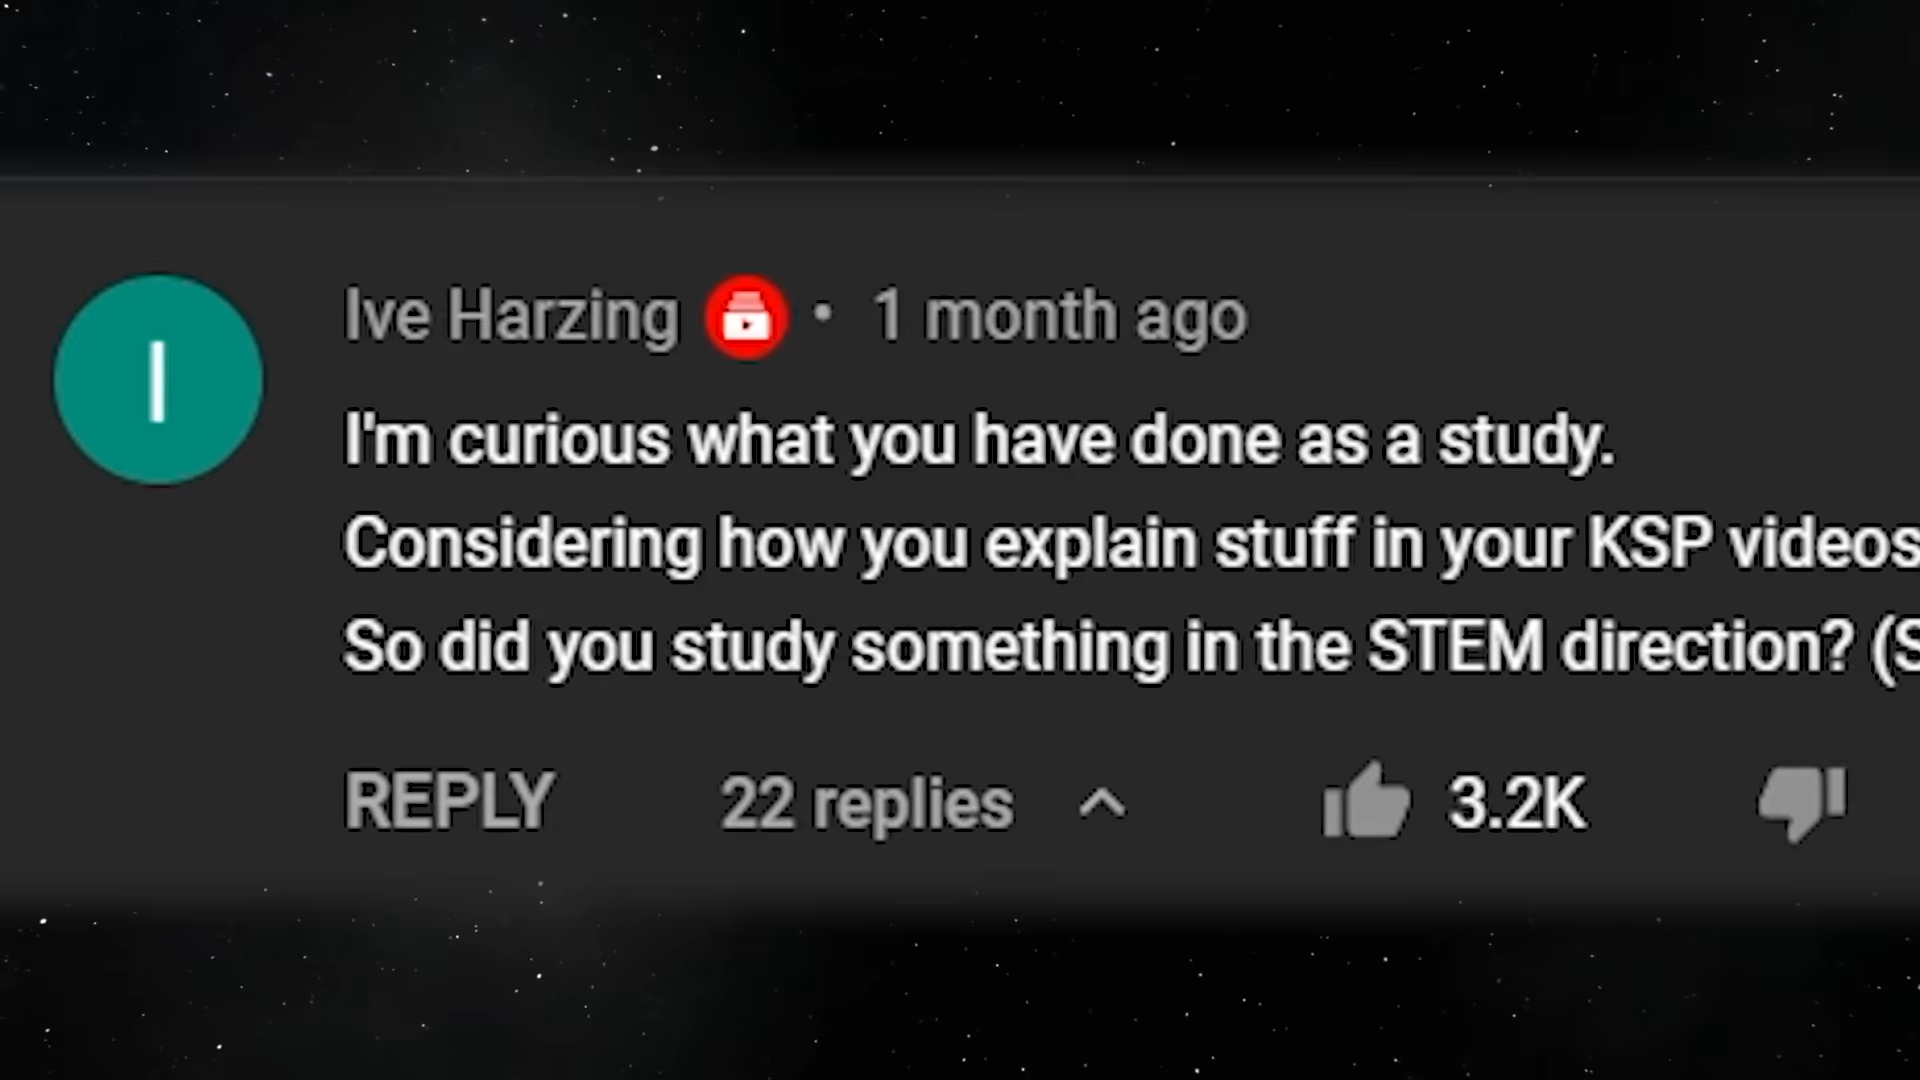 I
Ive Harzing • 1 month ago
I'm curious what you have done as a study.
Considering how you explain stuff in your KSP videos
So did you study something in the STEM direction? (S
REPLY 22 replies 3.2K